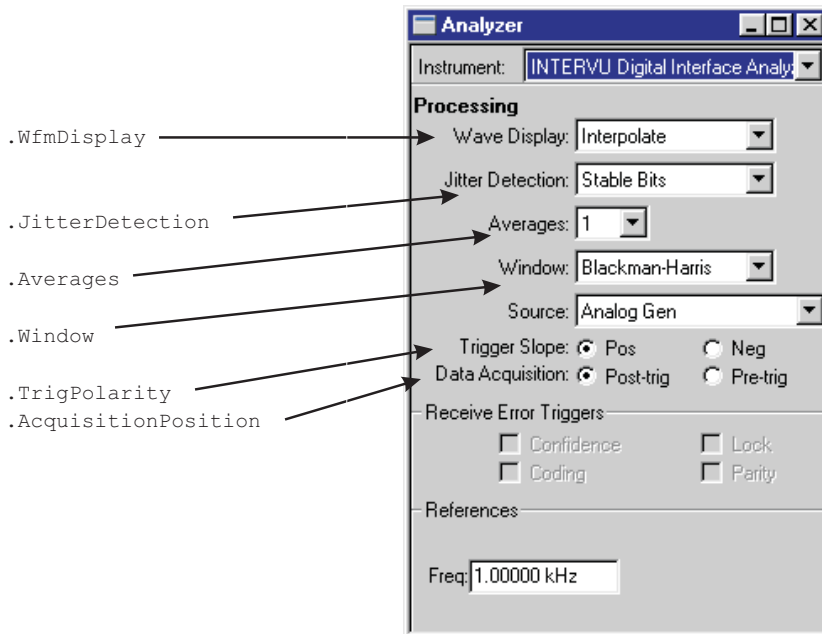 Analyzer
Instrument: INTERVU Digital Interface Analy
Processing
.WfmDisplay Wave Display: Interpolate
Jitter Detection: Stable Bits
.JitterDetection
Averages: 1
.Averages
Window: Blackman-Harris
Source: Analog Gen
.Window
Trigger Slope: Pos Neg
Data Acquisition: Post-trig Pre-trig
.TrigPolarity
.AcquisitionPosition
Receive Error Triggers
Confidence Lock
Coding Parity
References
Freq: 1.00000 kHz